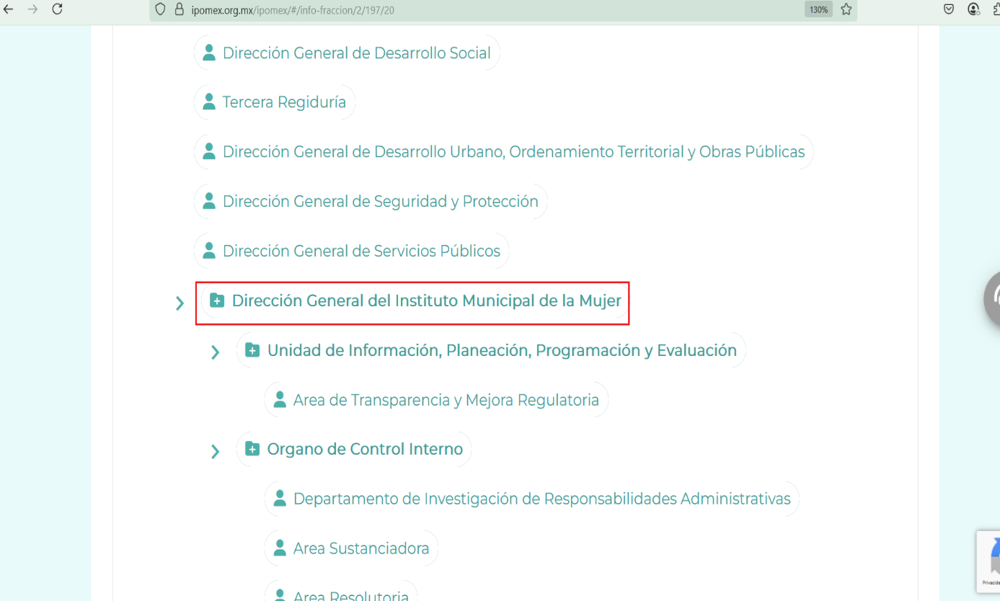 ipomex.org.mx/ipomex/#/info-fraccion/2/197/20
130%
Dirección General de Desarrollo Social
Tercera Regiduría
Dirección General de Desarrollo Urbano, Ordenamiento Territorial y Obras Públicas
Dirección General de Seguridad y Protección
Dirección General de Servicios Públicos
Dirección General del Instituto Municipal de la Mujer
Unidad de Información, Planeación, Programación y Evaluación
Area de Transparencia y Mejora Regulatoria
Organo de Control Interno
Departamento de Investigación de Responsabilidades Administrativas
Area Sustanciadora
Area Resolutoria